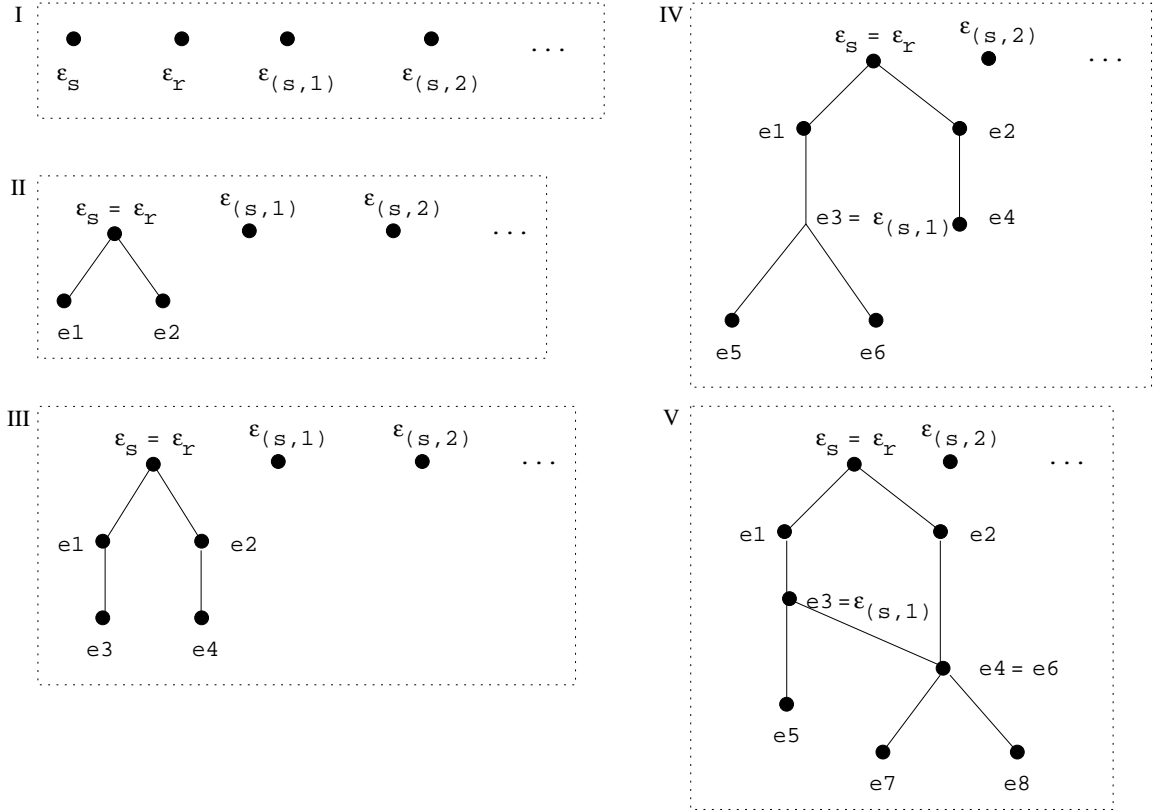 I
ε_s ε_r ε_(s,1) ε_(s,2) ...
II
ε_s = ε_r ε_(s,1) ε_(s,2) ...
e1 e2
III
ε_s = ε_r ε_(s,1) ε_(s,2) ...
e1 e2
e3 e4
IV
ε_s = ε_r ε_(s,2) ...
e1 e2
e3 = ε_(s,1) e4
e5 e6
V
ε_s = ε_r ε_(s,2) ...
e1 e2
e3 = ε_(s,1)
e4 = e6
e5
e7 e8